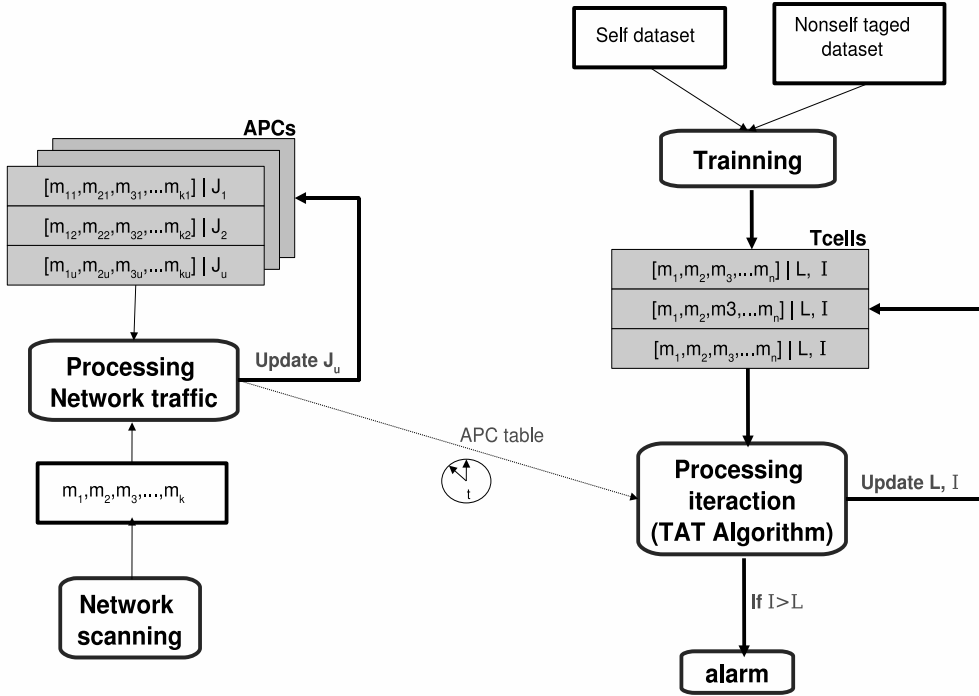 Self dataset
Nonself taged
dataset
APCs
[m11,m21,m31,...mk1] | J1
[m12,m22,m32,...mk2] | J2
[m1u,m2u,m3u,...mku] | Ju
Trainning
Tcells
[m1,m2,m3,...mn] | L, I
[m1,m2,m3,...mn] | L, I
[m1,m2,m3,...mn] | L, I
Processing
Network traffic
Update Ju
APC table
t
m1,m2,m3,...,mk
Processing
iteraction
(TAT Algorithm)
Update L, I
Network
scanning
If I>L
alarm